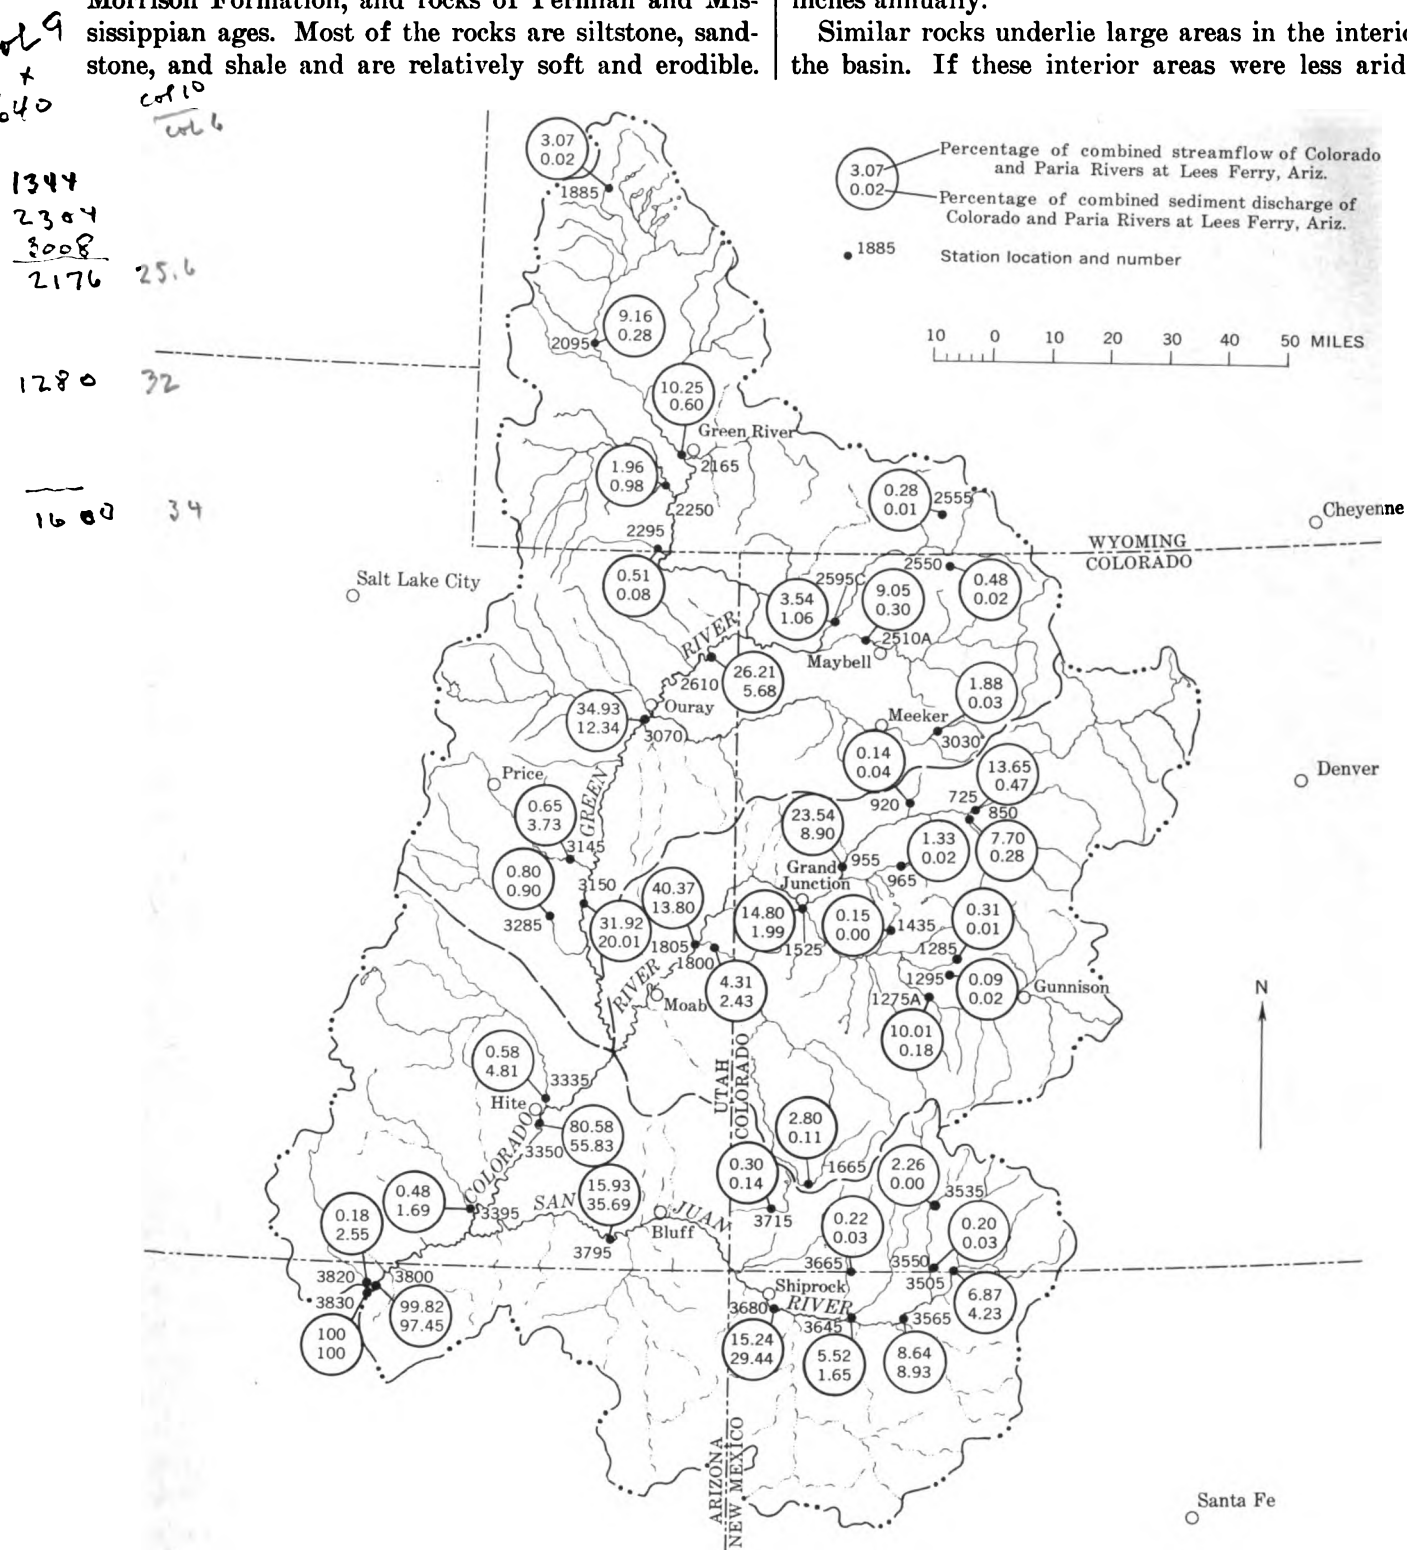 Morrison Formation, and rocks of Permian and Mis-
sissippian ages. Most of the rocks are siltstone, sand-
stone, and shale and are relatively soft and erodible.
inches annually.
Similar rocks underlie large areas in the interio
the basin. If these interior areas were less arid
col 10
col 6
1344
2304
3008
2176 25.6
1280 32
1600 34
3.07
0.02
1885
3.07
0.02
Percentage of combined streamflow of Colorado
and Paria Rivers at Lees Ferry, Ariz.
Percentage of combined sediment discharge of
Colorado and Paria Rivers at Lees Ferry, Ariz.
1885 Station location and number
10 0 10 20 30 40 50 MILES
9.16
0.28
2095
10.25
0.60
Green River
2165
1.96
0.98
2250
0.28
0.01
2555
Cheyenne
2295
0.51
0.08
WYOMING
COLORADO
Salt Lake City
2550
0.48
0.02
2595C
3.54
1.06
9.05
0.30
2510A
Maybell
RIVER
2610
26.21
5.68
1.88
0.03
3030
Meeker
34.93
12.34
Ouray
3070
0.14
0.04
920
13.65
0.47
725
850
7.70
0.28
Denver
Price
GREEN
0.65
3.73
3145
23.54
8.90
955
1.33
0.02
965
Grand
Junction
0.80
0.90
3285
3150
31.92
20.01
40.37
13.80
1805
1800
4.31
2.43
14.80
1.99
1525
0.15
0.00
1435
0.31
0.01
1285
1295
0.09
0.02
Gunnison
1275A
10.01
0.18
RIVER
Moab
N
0.58
4.81
3335
Hite
UTAH
COLORADO
80.58
55.83
3350
COLORADO
2.80
0.11
1665
0.30
0.14
3715
2.26
0.00
3535
0.48
1.69
3395
SAN JUAN
15.93
35.69
3795
Bluff
0.18
2.55
3820
3800
3830
99.82
97.45
100
100
0.22
0.03
3665
0.20
0.03
3550
3505
6.87
4.23
Shiprock
RIVER
3680
15.24
29.44
3645
5.52
1.65
3565
8.64
8.93
ARIZONA
NEW MEXICO
Santa Fe